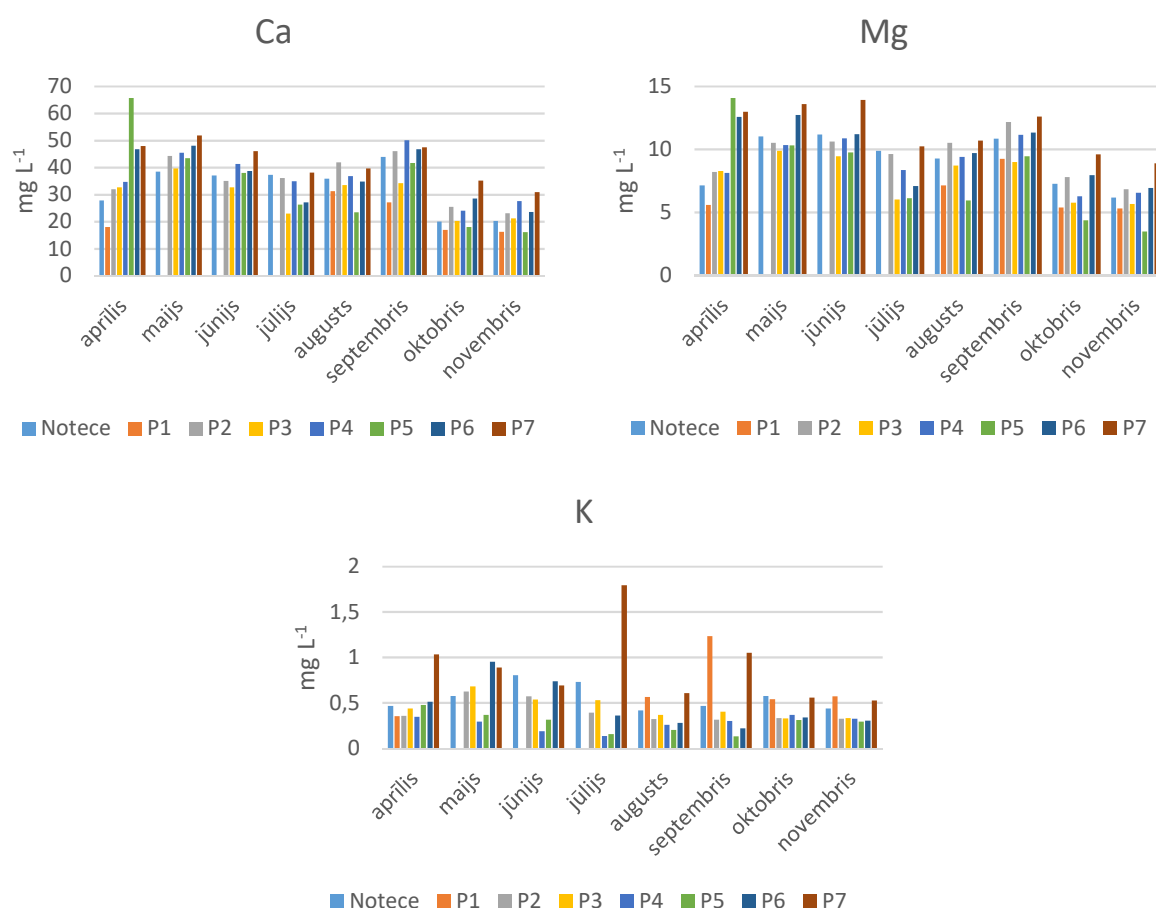 Ca
mg L-1
70
60
50
40
30
20
10
0
aprīlis
maijs
jūnijs
jūlijs
augusts
septembris
oktobris
novembris
Notece P1 P2 P3 P4 P5 P6 P7
Mg
mg L-1
15
10
5
0
aprīlis
maijs
jūnijs
jūlijs
augusts
septembris
oktobris
novembris
Notece P1 P2 P3 P4 P5 P6 P7
K
mg L-1
2
1,5
1
0,5
0
aprīlis
maijs
jūnijs
jūlijs
augusts
septembris
oktobris
novembris
Notece P1 P2 P3 P4 P5 P6 P7